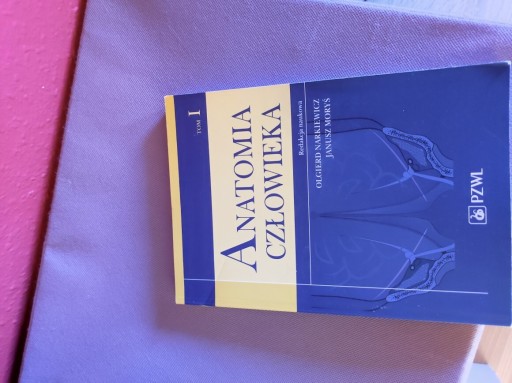 TOM I
ANATOMIA
CZŁOWIEKA
Redakcja naukowa
OLGIERD NARKIEWICZ
JANUSZ MORYŚ
PZWL